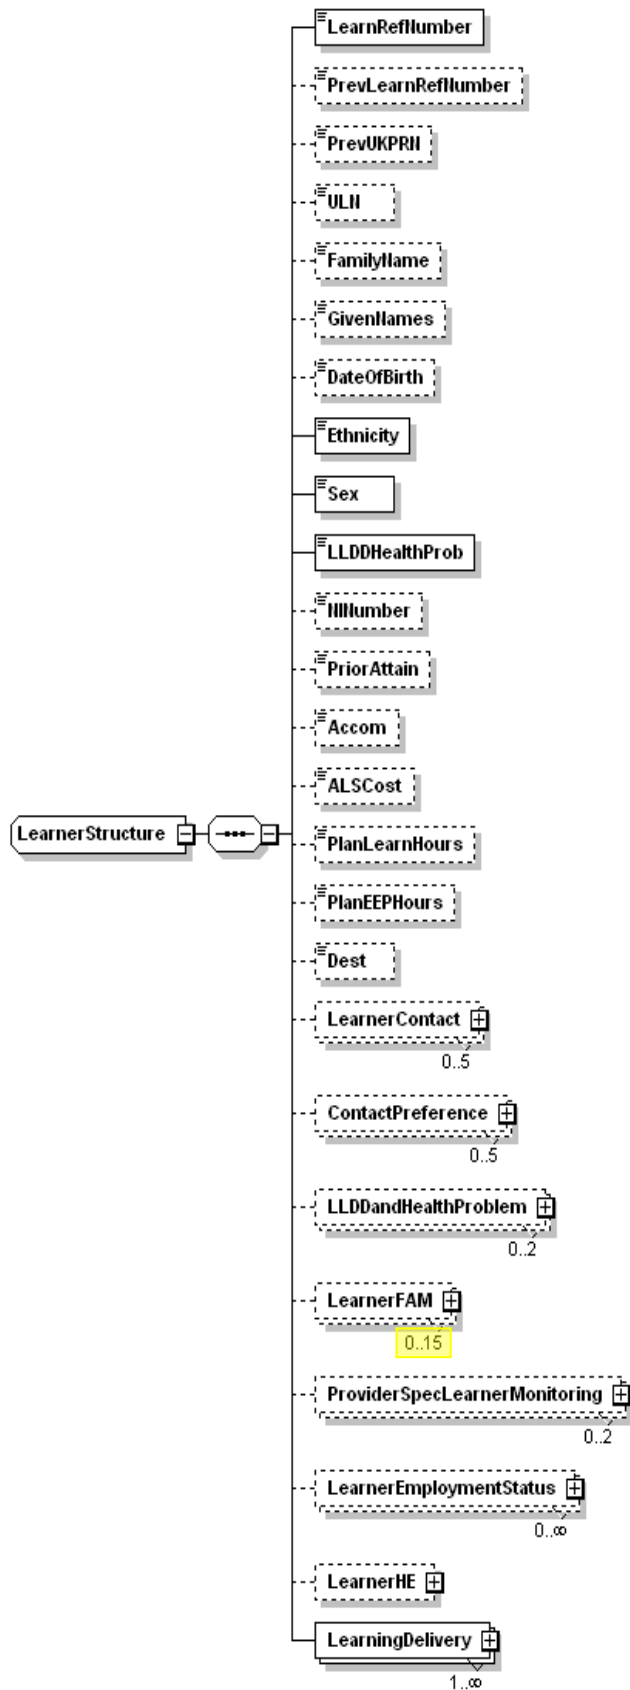 LearnRefNumber
PrevLearnRefNumber
PrevUKPRN
ULN
FamilyName
GivenNames
DateOfBirth
Ethnicity
Sex
LLDDHealthProb
NINumber
PriorAttain
Accom
ALSCost
LearnerStructure
PlanLearnHours
PlanEEPHours
Dest
LearnerContact
0..5
ContactPreference
0..5
LLDDandHealthProblem
0..2
LearnerFAM
0..15
ProviderSpecLearnerMonitoring
0..2
LearnerEmploymentStatus
0..∞
LearnerHE
LearningDelivery
1..∞